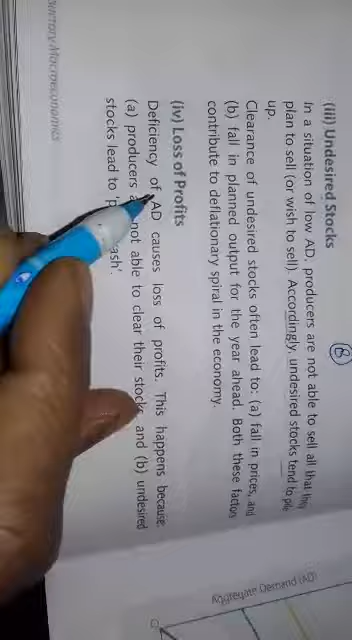 8
(iii) Undesired Stocks
In a situation of low AD, producers are not able to sell all that they
plan to sell (or wish to sell). Accordingly, undesired stocks tend to pile
up.
Clearance of undesired stocks often lead to: (a) fall in prices, and
(b) fall in planned output for the year ahead. Both these factors
contribute to deflationary spiral in the economy.
(iv) Loss of Profits
Deficiency of AD causes loss of profits. This happens because:
(a) producers not able to clear their stocks and (b) undesired
stocks lead to
Macroeconomics
Aggregate Demand (AD)